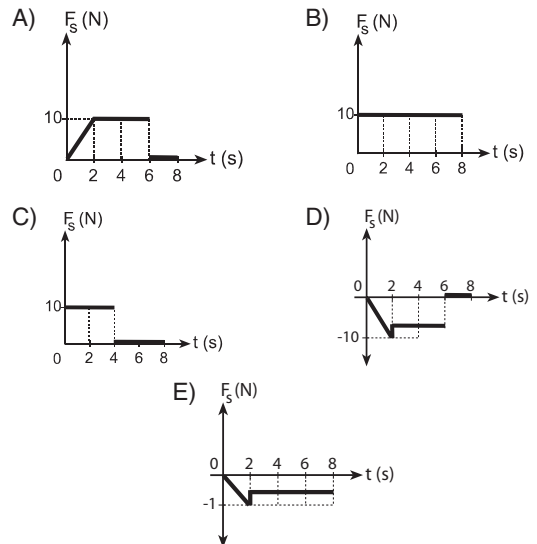 A) Fs (N)
10
0 2 4 6 8 t (s)
B) Fs (N)
10
0 2 4 6 8 t (s)
C) Fs (N)
10
0 2 4 6 8 t (s)
D) Fs (N)
0 2 4 6 8 t (s)
-10
E) Fs (N)
0 2 4 6 8 t (s)
-1